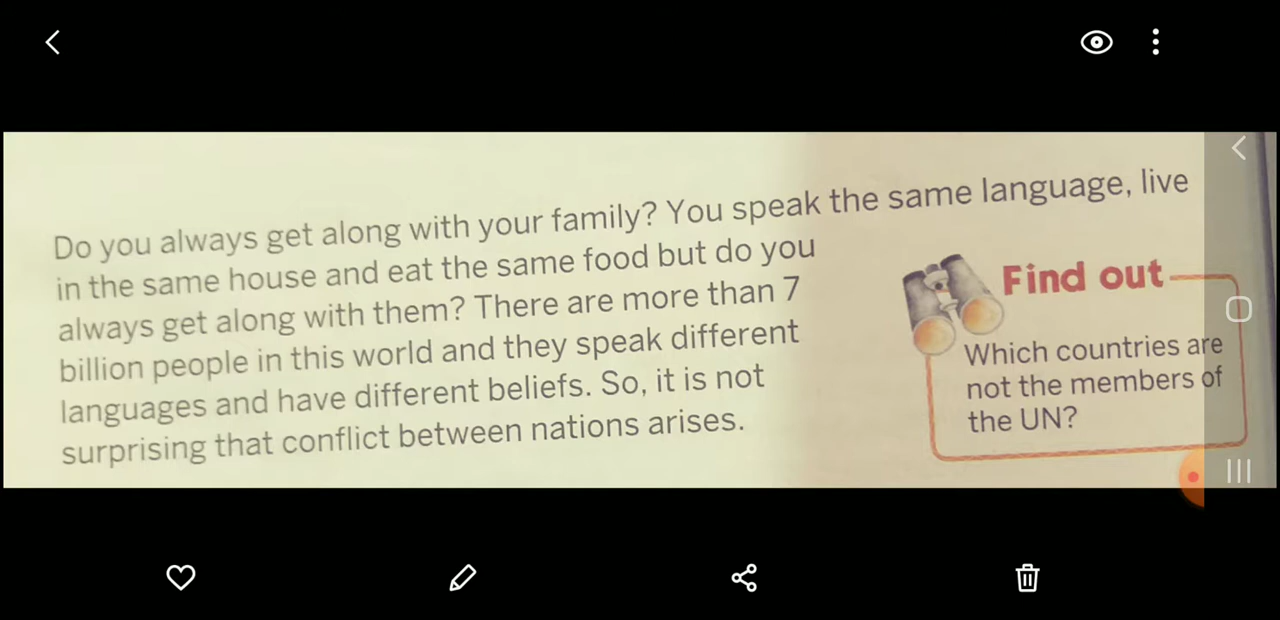 Do you always get along with your family? You speak the same language, live
in the same house and eat the same food but do you
always get along with them? There are more than 7
billion people in this world and they speak different
languages and have different beliefs. So, it is not
surprising that conflict between nations arises.
Find out
Which countries are
not the members of
the UN?